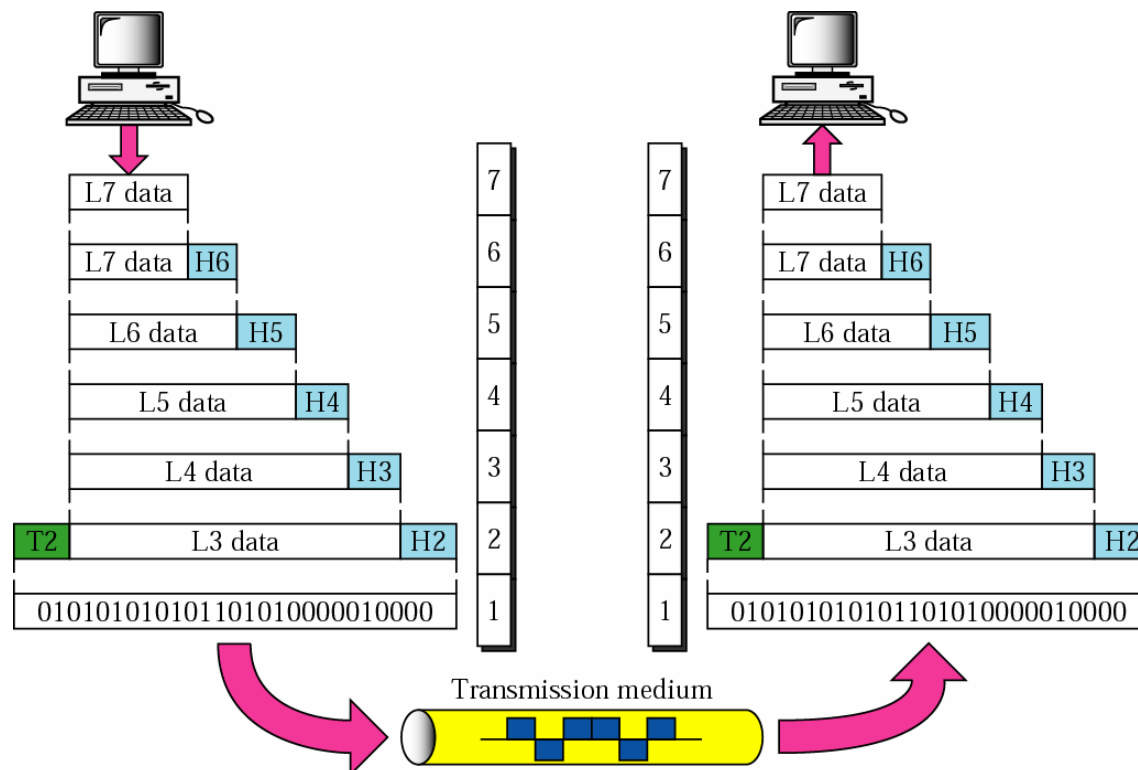 L7 data
7
7
L7 data
L7 data H6
6
6
L7 data H6
L6 data H5
5
5
L6 data H5
L5 data H4
4
4
L5 data H4
L4 data H3
3
3
L4 data H3
T2 L3 data H2
2
2
T2 L3 data H2
010101010101101010000010000
1
1
010101010101101010000010000
Transmission medium